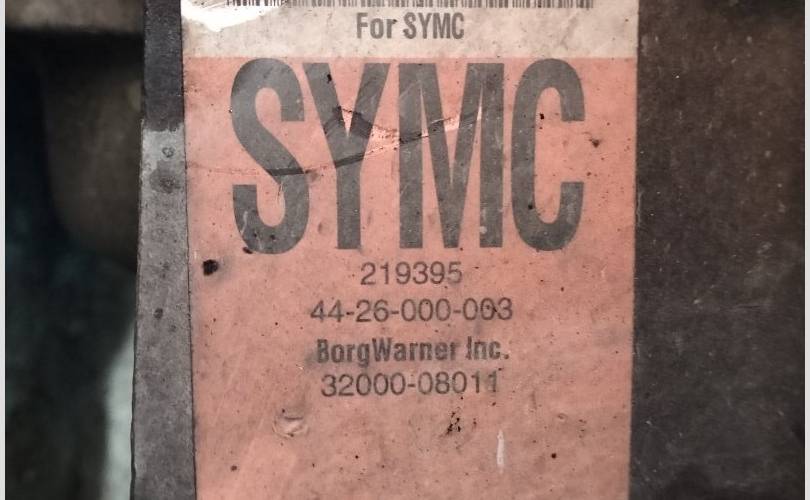 For SYMC
SYMC
219395
44-26-000-003
BorgWarner Inc.
32000-08011